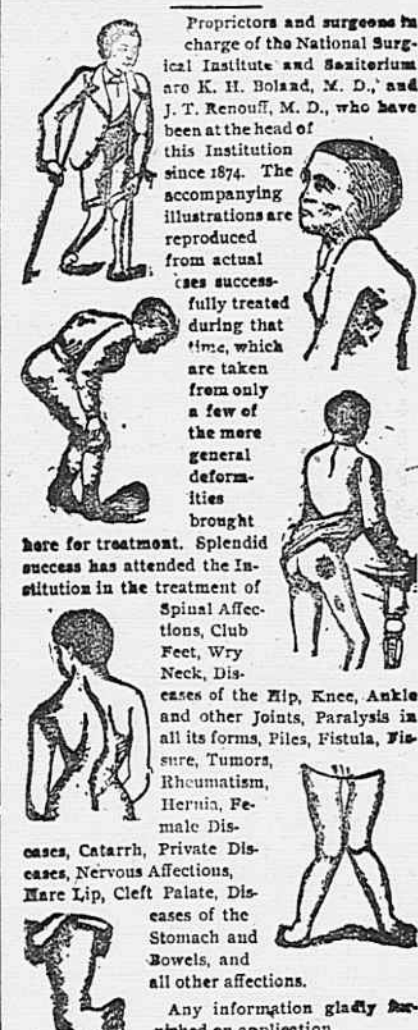 Proprietors and surgeons in
charge of the National Surg-
ical Institute and Sanitorium
are K. H. Boland, M. D., and
J. T. Renouff, M. D., who have
been at the head of
this Institution
since 1874. The
accompanying
illustrations are
reproduced
from actual
cses success-
fully treated
during that
time, which
are taken
from only
a few of
the more
general
deform-
ities
brought
here for treatment. Splendid
success has attended the In-
stitution in the treatment of
Spinal Affec-
tions, Club
Feet, Wry
Neck, Dis-
eases of the Hip, Knee, Ankle
and other Joints, Paralysis in
all its forms, Piles, Fistula, Fis-
sure, Tumors,
Rheumatism,
Hernia, Fe-
male Dis-
eases, Catarrh, Private Dis-
eases, Nervous Affections,
Hare Lip, Cleft Palate, Dis-
eases of the
Stomach and
Bowels, and
all other affections.
Any information gladly fur-
nished on application